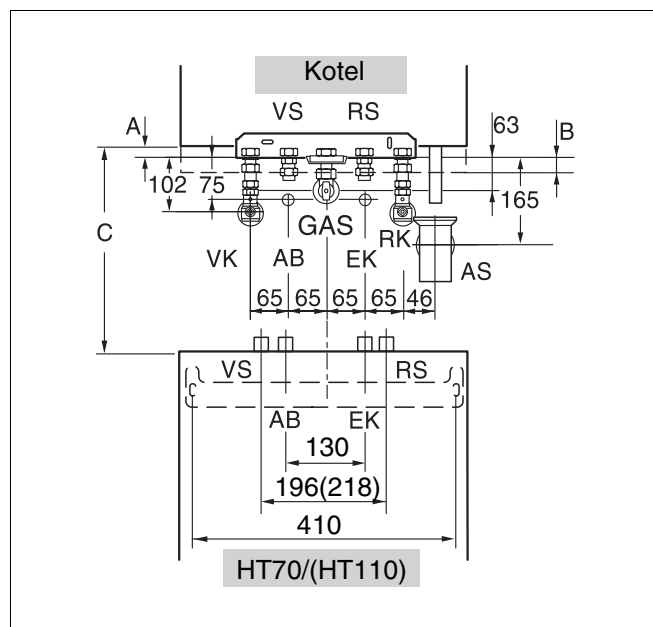 Kotel
VS RS
A 63 B
102 75 165
C GAS
RK
VK AB EK AS
65 65 65 65 46
VS RS
AB EK
130
196(218)
410
HT70/(HT110)